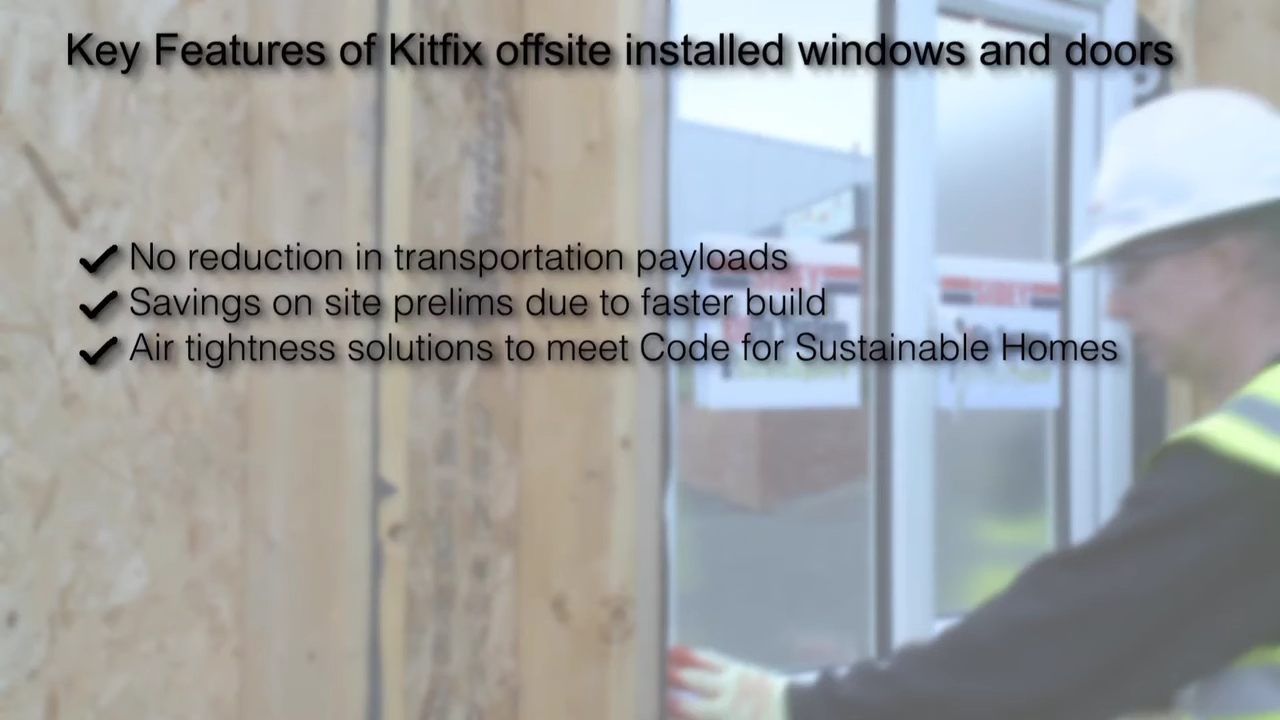 Key Features of Kitfix offsite installed windows and doors
No reduction in transportation payloads
Savings on site prelims due to faster build
Air tightness solutions to meet Code for Sustainable Homes